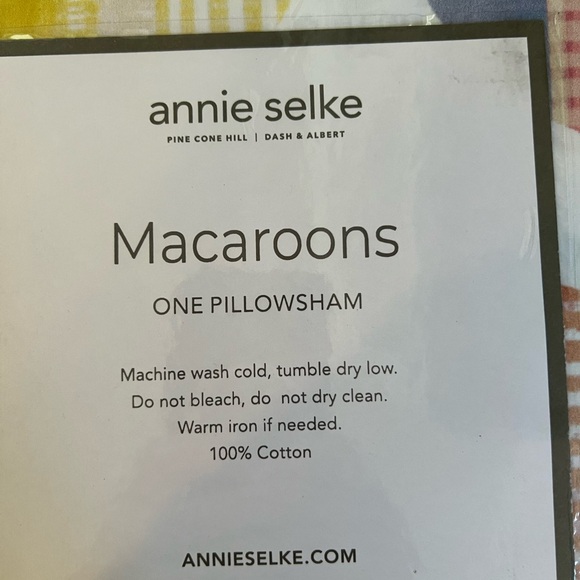 annie selke
PINE CONE HILL | DASH & ALBERT
Macaroons
ONE PILLOWSHAM
Machine wash cold, tumble dry low.
Do not bleach, do not dry clean.
Warm iron if needed.
100% Cotton
ANNIESELKE.COM